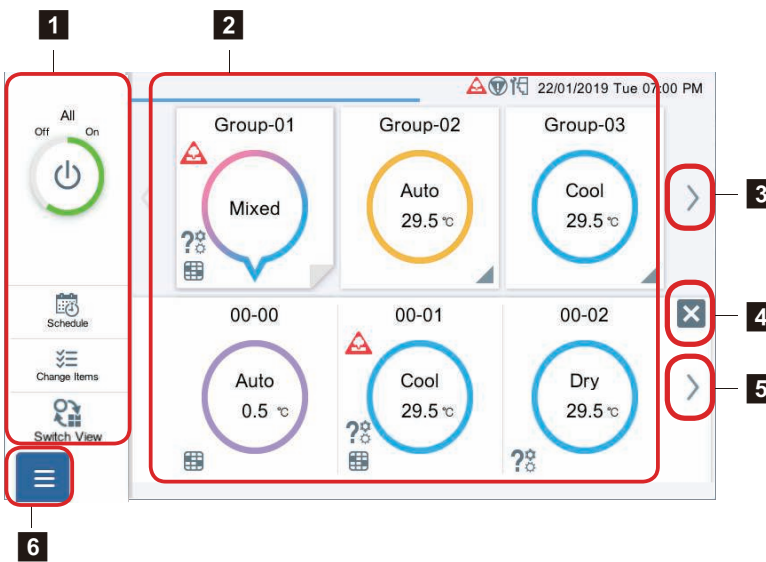 1
2
22/01/2019 Tue 07:00 PM
All
Off On
Group-01
Group-02
Group-03
Mixed
Auto
29.5 ℃
Cool
29.5 ℃
3
Schedule
Change Items
Switch View
00-00
00-01
00-02
4
Auto
0.5 ℃
Cool
29.5 ℃
Dry
29.5 ℃
5
6